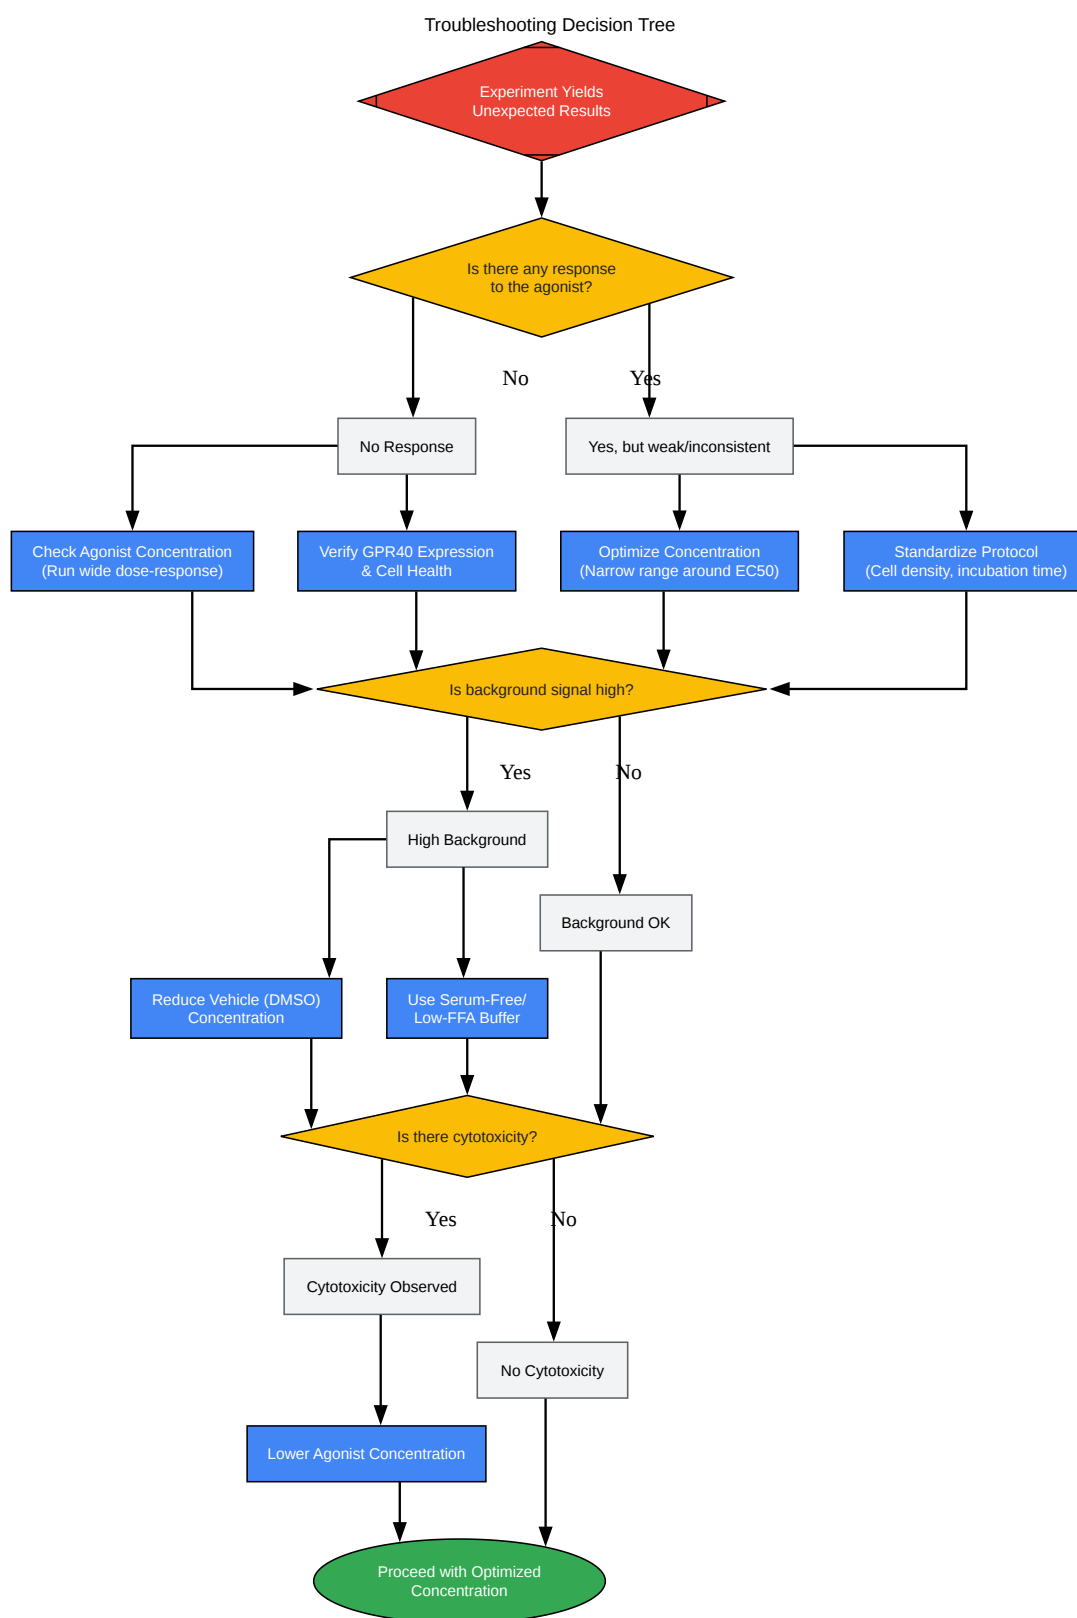 Troubleshooting Decision Tree
Experiment Yields
Unexpected Results
Is there any response
to the agonist?
No
Yes
No Response
Yes, but weak/inconsistent
Check Agonist Concentration
(Run wide dose-response)
Verify GPR40 Expression
& Cell Health
Optimize Concentration
(Narrow range around EC50)
Standardize Protocol
(Cell density, incubation time)
Is background signal high?
Yes
No
High Background
Background OK
Reduce Vehicle (DMSO)
Concentration
Use Serum-Free/
Low-FFA Buffer
Is there cytotoxicity?
Yes
No
Cytotoxicity Observed
No Cytotoxicity
Lower Agonist Concentration
Proceed with Optimized
Concentration